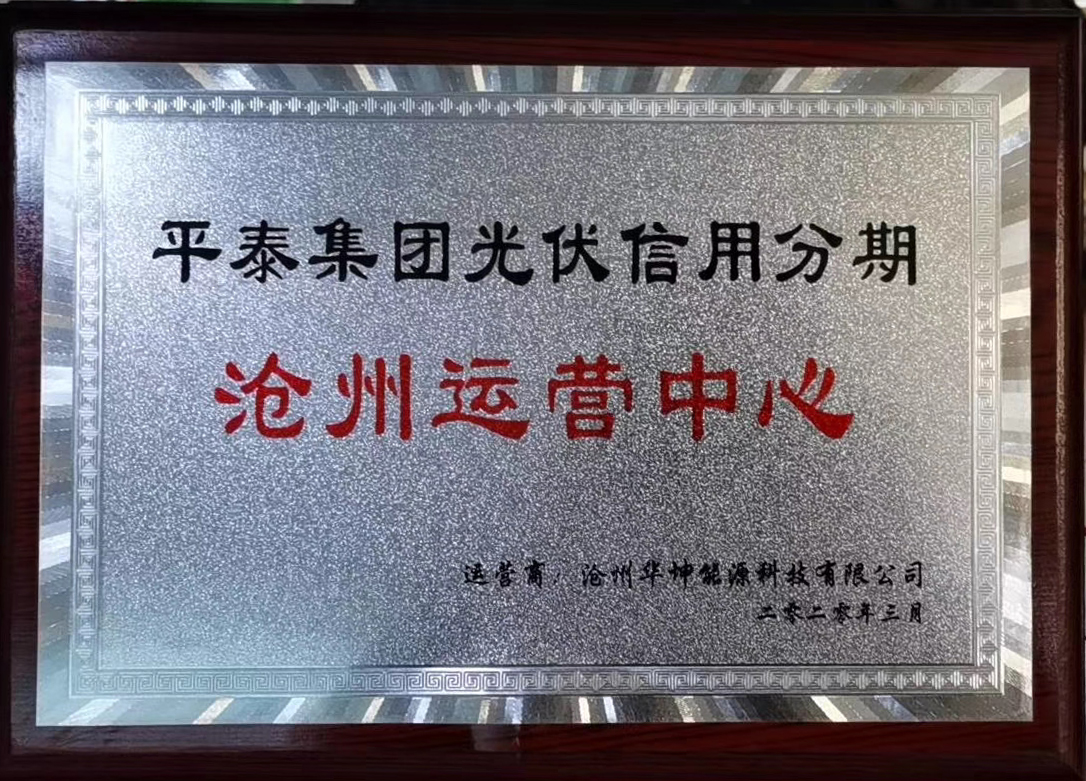 平泰集团光伏信用分期
沧州运营中心
运营商：沧州华坤能源科技有限公司
二零二零年三月